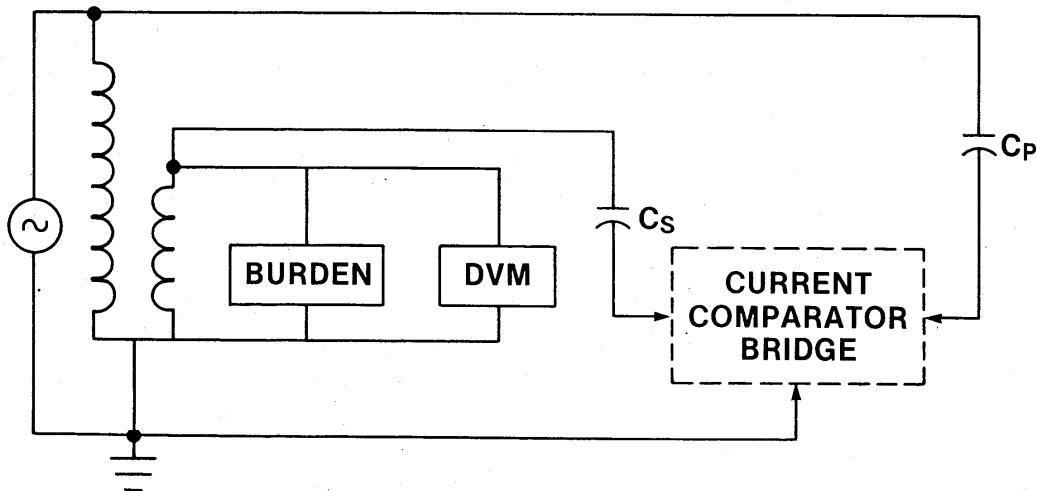 C_P
C_S
BURDEN
DVM
CURRENT
COMPARATOR
BRIDGE